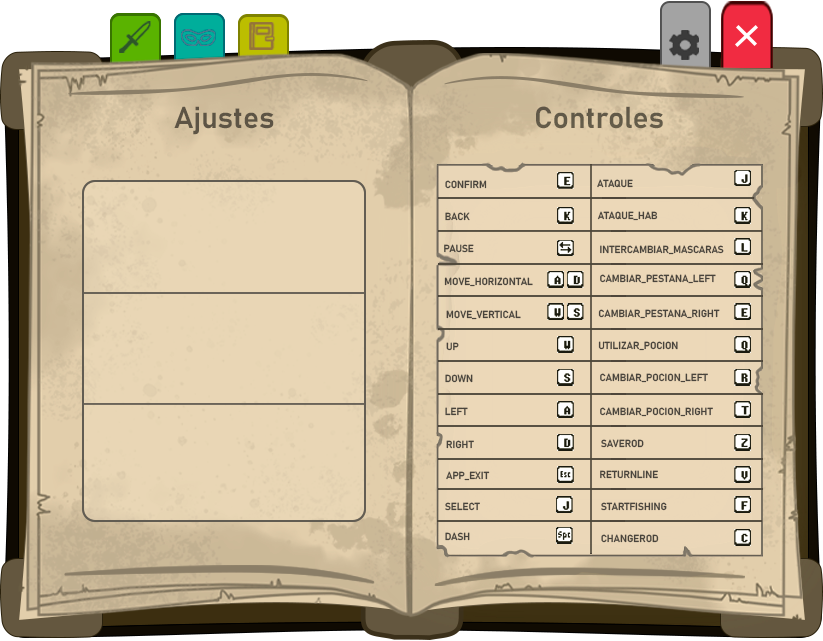 Ajustes
Controles
CONFIRM E
BACK K
PAUSE
MOVE_HORIZONTAL A D
MOVE_VERTICAL W S
UP W
DOWN S
LEFT A
RIGHT D
APP_EXIT Esc
SELECT J
DASH Spc
ATAQUE J
ATAQUE_HAB K
INTERCAMBIAR_MASCARAS L
CAMBIAR_PESTANA_LEFT Q
CAMBIAR_PESTANA_RIGHT E
UTILIZAR_POCION Q
CAMBIAR_POCION_LEFT R
CAMBIAR_POCION_RIGHT T
SAVEROD Z
RETURNLINE V
STARTFISHING F
CHANGEROD C